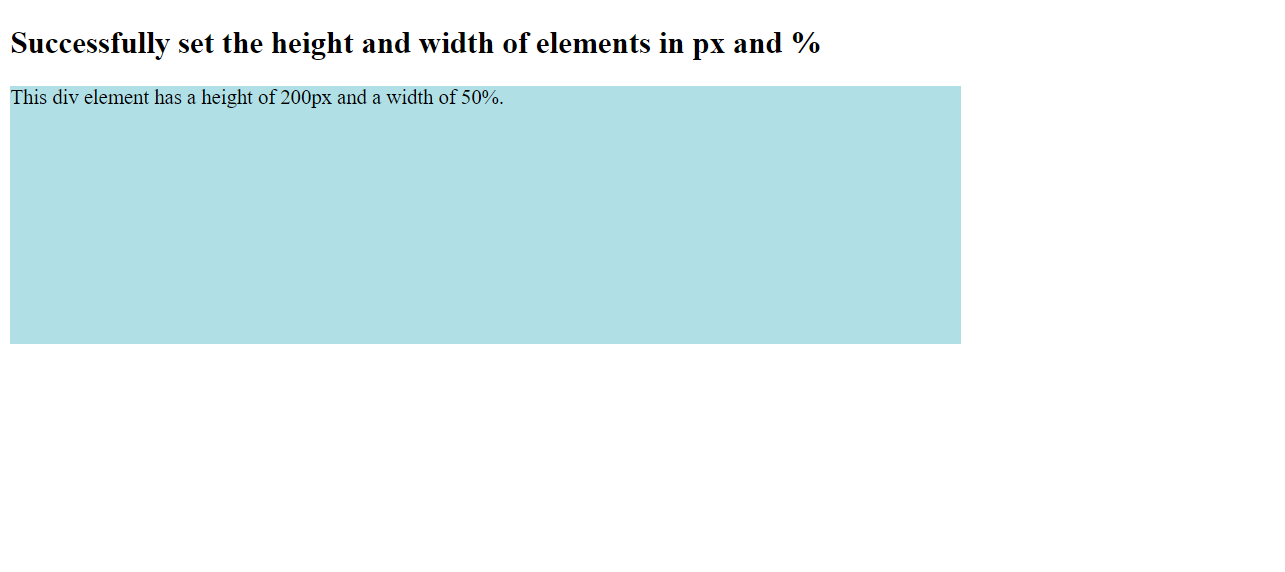 Successfully set the height and width of elements in px and %
This div element has a height of 200px and a width of 50%.